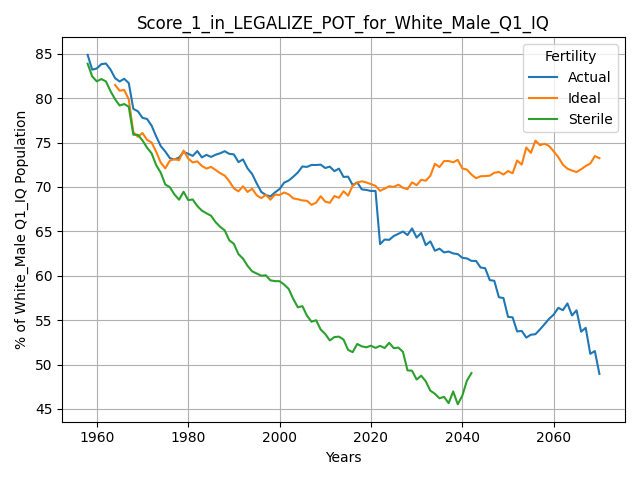 Score_1_in_LEGALIZE_POT_for_White_Male_Q1_IQ
% of White_Male Q1_IQ Population
85
80
75
70
65
60
55
50
45
Fertility
Actual
Ideal
Sterile
1960 1980 2000 2020 2040 2060
Years